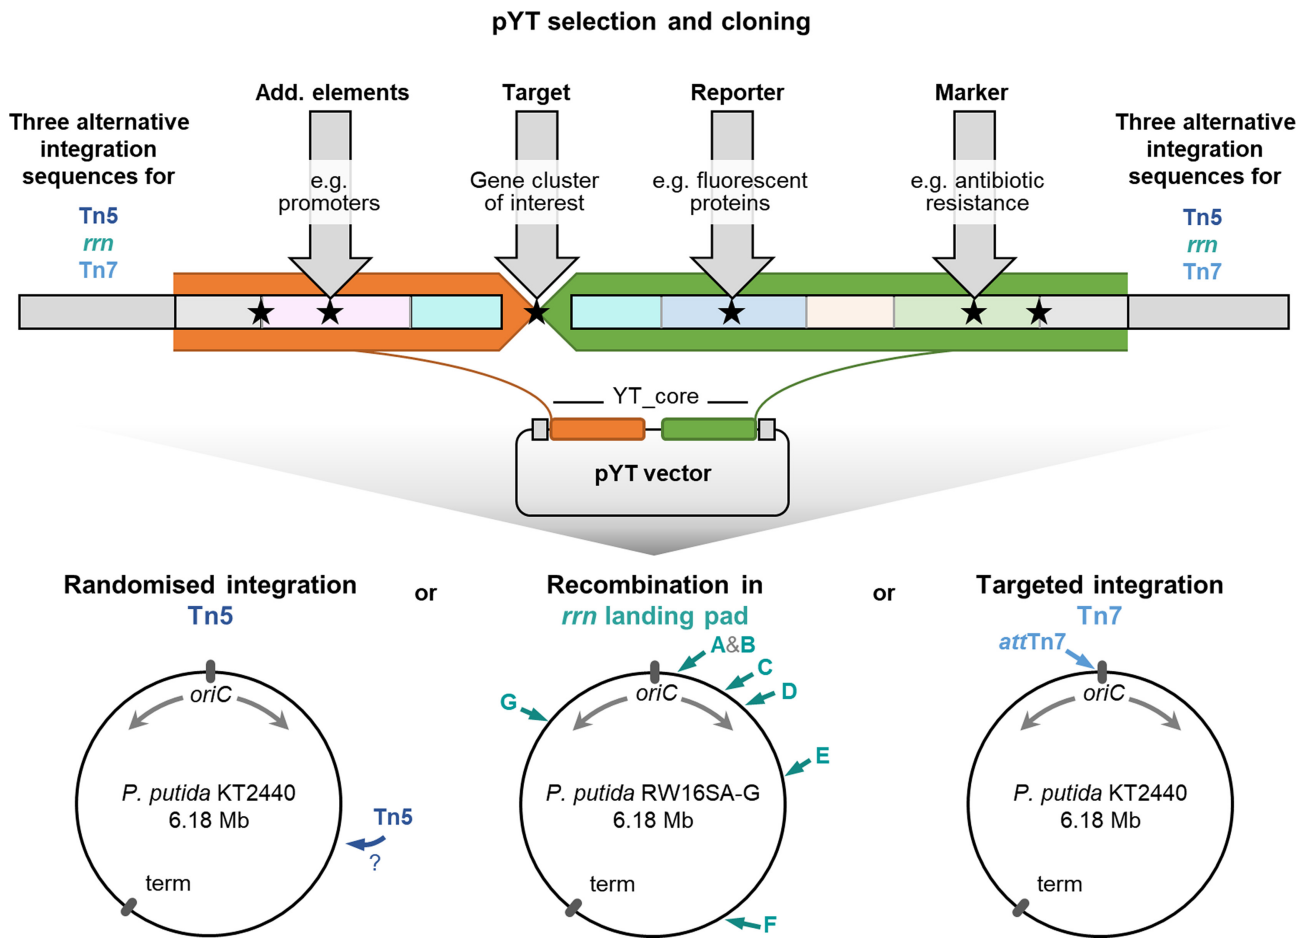 pYT selection and cloning
Three alternative
integration
sequences for
Tn5
rrn
Tn7
Add. elements
e.g.
promoters
Target
Gene cluster
of interest
Reporter
e.g. fluorescent
proteins
Marker
e.g. antibiotic
resistance
Three alternative
integration
sequences for
Tn5
rrn
Tn7
YT_core
pYT vector
Randomised integration
Tn5
oriC
P. putida KT2440
6.18 Mb
Tn5
?
term
or
Recombination in
rrn landing pad
A&B
C
D
E
F
G
oriC
P. putida RW16SA-G
6.18 Mb
term
or
Targeted integration
Tn7
attTn7
oriC
P. putida KT2440
6.18 Mb
term